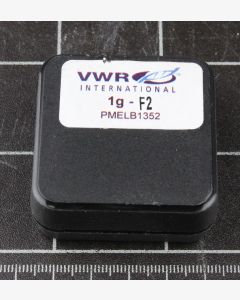 VWR
INTERNATIONAL
1g - F2
PMELB1352